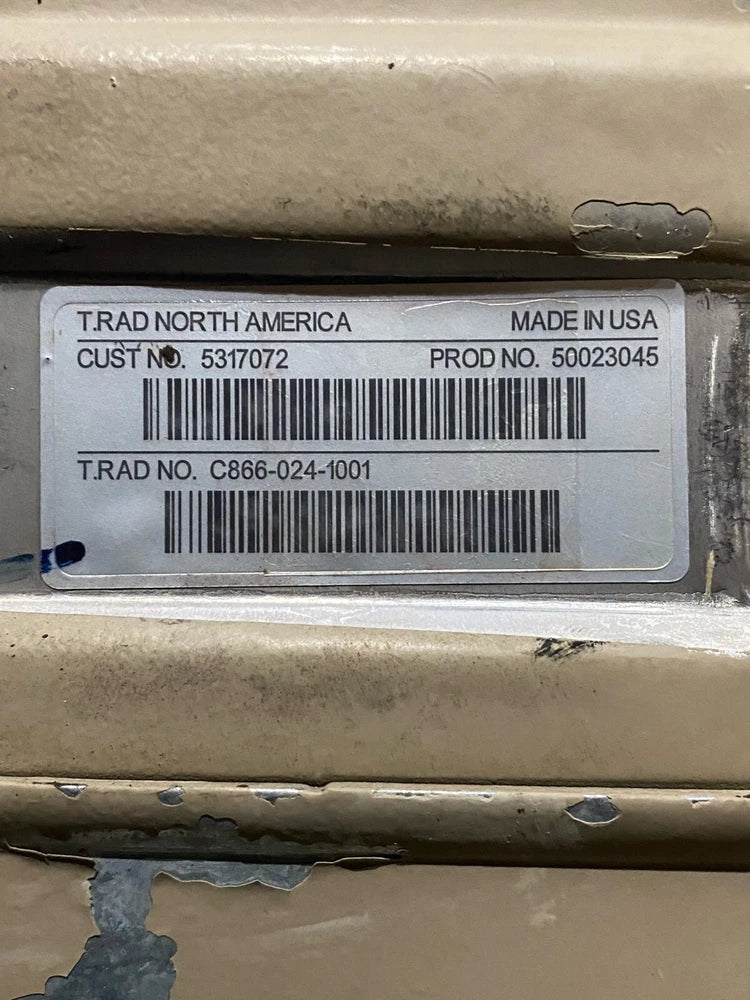 T.RAD NORTH AMERICA MADE IN USA
CUST NO. 5317072 PROD NO. 50023045
T.RAD NO. C866-024-1001